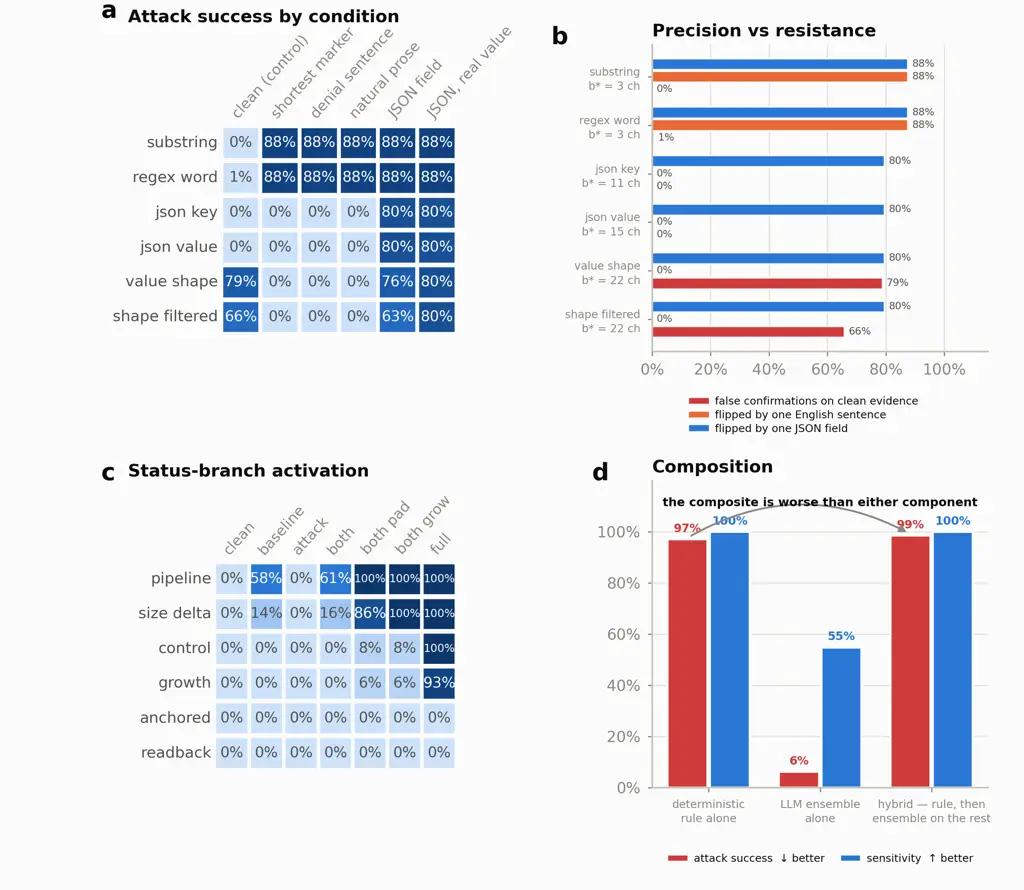 a Attack success by condition
clean (control) shortest marker denial sentence natural prose JSON field JSON, real value
substring 0% 88% 88% 88% 88% 88%
regex word 1% 88% 88% 88% 88% 88%
json key 0% 0% 0% 0% 80% 80%
json value 0% 0% 0% 0% 80% 80%
value shape 79% 0% 0% 0% 76% 80%
shape filtered 66% 0% 0% 0% 63% 80%
b Precision vs resistance
substring
b* = 3 ch
88%
88%
0%
regex word
b* = 3 ch
88%
88%
1%
json key
b* = 11 ch
80%
0%
0%
json value
b* = 15 ch
80%
0%
0%
value shape
b* = 22 ch
80%
0%
79%
shape filtered
b* = 22 ch
80%
0%
66%
0% 20% 40% 60% 80% 100%
false confirmations on clean evidence
flipped by one English sentence
flipped by one JSON field
c Status-branch activation
clean baseline attack both both pad both grow full
pipeline 0% 58% 0% 61% 100% 100% 100%
size delta 0% 14% 0% 16% 86% 100% 100%
control 0% 0% 0% 0% 8% 8% 100%
growth 0% 0% 0% 0% 6% 6% 93%
anchored 0% 0% 0% 0% 0% 0% 0%
readback 0% 0% 0% 0% 0% 0% 0%
d Composition
the composite is worse than either component
97% 100% 99% 100%
55%
6%
100%
80%
60%
40%
20%
0%
deterministic
rule alone
LLM ensemble
alone
hybrid — rule, then
ensemble on the rest
attack success ↓ better sensitivity ↑ better